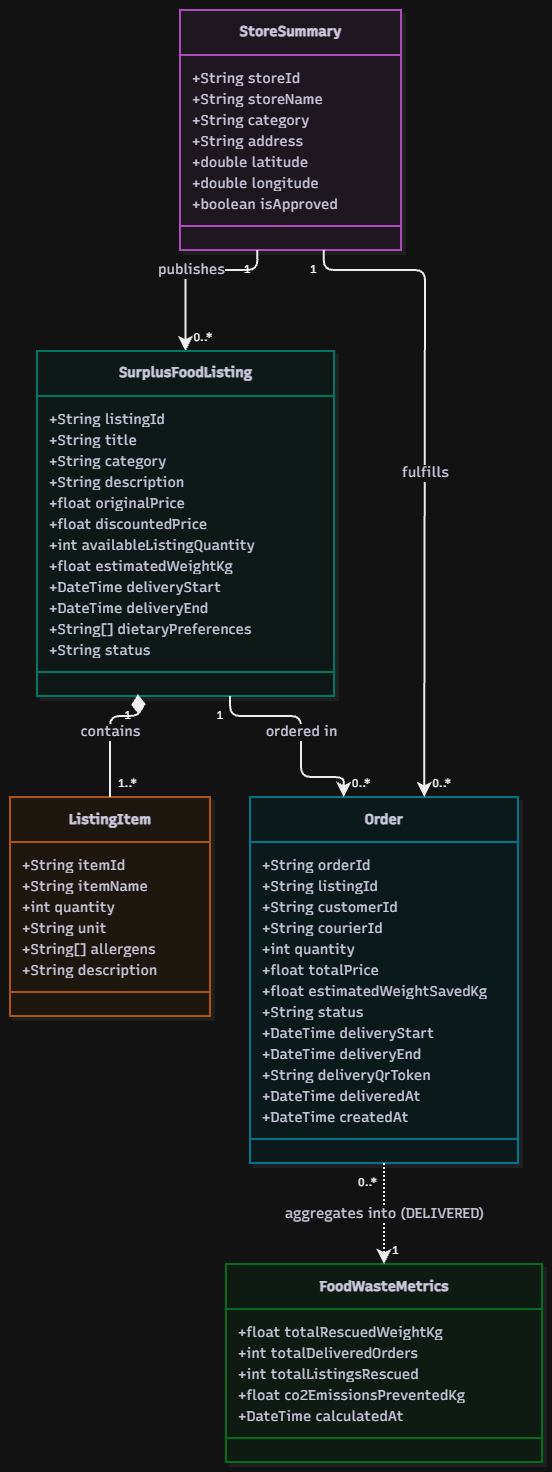 StoreSummary
+String storeId
+String storeName
+String category
+String address
+double latitude
+double longitude
+boolean isApproved
publishes
1
1
0..*
SurplusFoodListing
+String listingId
+String title
+String category
+String description
+float originalPrice
+float discountedPrice
+int availableListingQuantity
+float estimatedWeightKg
+DateTime deliveryStart
+DateTime deliveryEnd
+String[] dietaryPreferences
+String status
fulfills
1
1
contains
ordered in
1..*
0..*
0..*
ListingItem
+String itemId
+String itemName
+int quantity
+String unit
+String[] allergens
+String description
Order
+String orderId
+String listingId
+String customerId
+String courierId
+int quantity
+float totalPrice
+float estimatedWeightSavedKg
+String status
+DateTime deliveryStart
+DateTime deliveryEnd
+String deliveryQrToken
+DateTime deliveredAt
+DateTime createdAt
0..*
aggregates into (DELIVERED)
1
FoodWasteMetrics
+float totalRescuedWeightKg
+int totalDeliveredOrders
+int totalListingsRescued
+float co2EmissionsPreventedKg
+DateTime calculatedAt